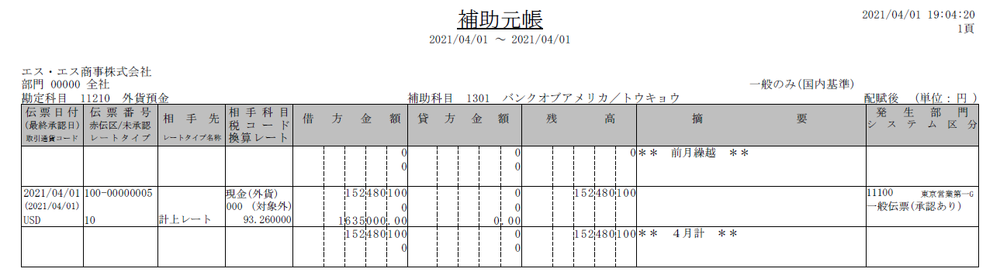 補助元帳
2021/04/01 ～ 2021/04/01
2021/04/01 19:04:20
1頁
エス・エス商事株式会社
部門 00000 全社
一般のみ(国内基準)
勘定科目 11210 外貨預金 補助科目 1301 バンクオブアメリカ／トウキョウ 配賦後 (単位：円 )
伝票日付 伝票番号 相手先 相手科目 借方金額 貸方金額 残高 摘要 発生部門
(最終承認日) 赤伝区/未承認 税コード システム区分
取引通貨コード レートタイプ レートタイプ名称 換算レート
0 0 0 ＊＊ 前月繰越 ＊＊
0 0
2021/04/01 100-00000005 現金(外貨) 152480100 0 152480100 11100 東京営業第一G
(2021/04/01) 000 (対象外) 0 0 一般伝票(承認あり)
USD 10 計上レート 93.260000 1635000.00 0.00
152480100 0 152480100 ＊＊ ４月計 ＊＊
0 0